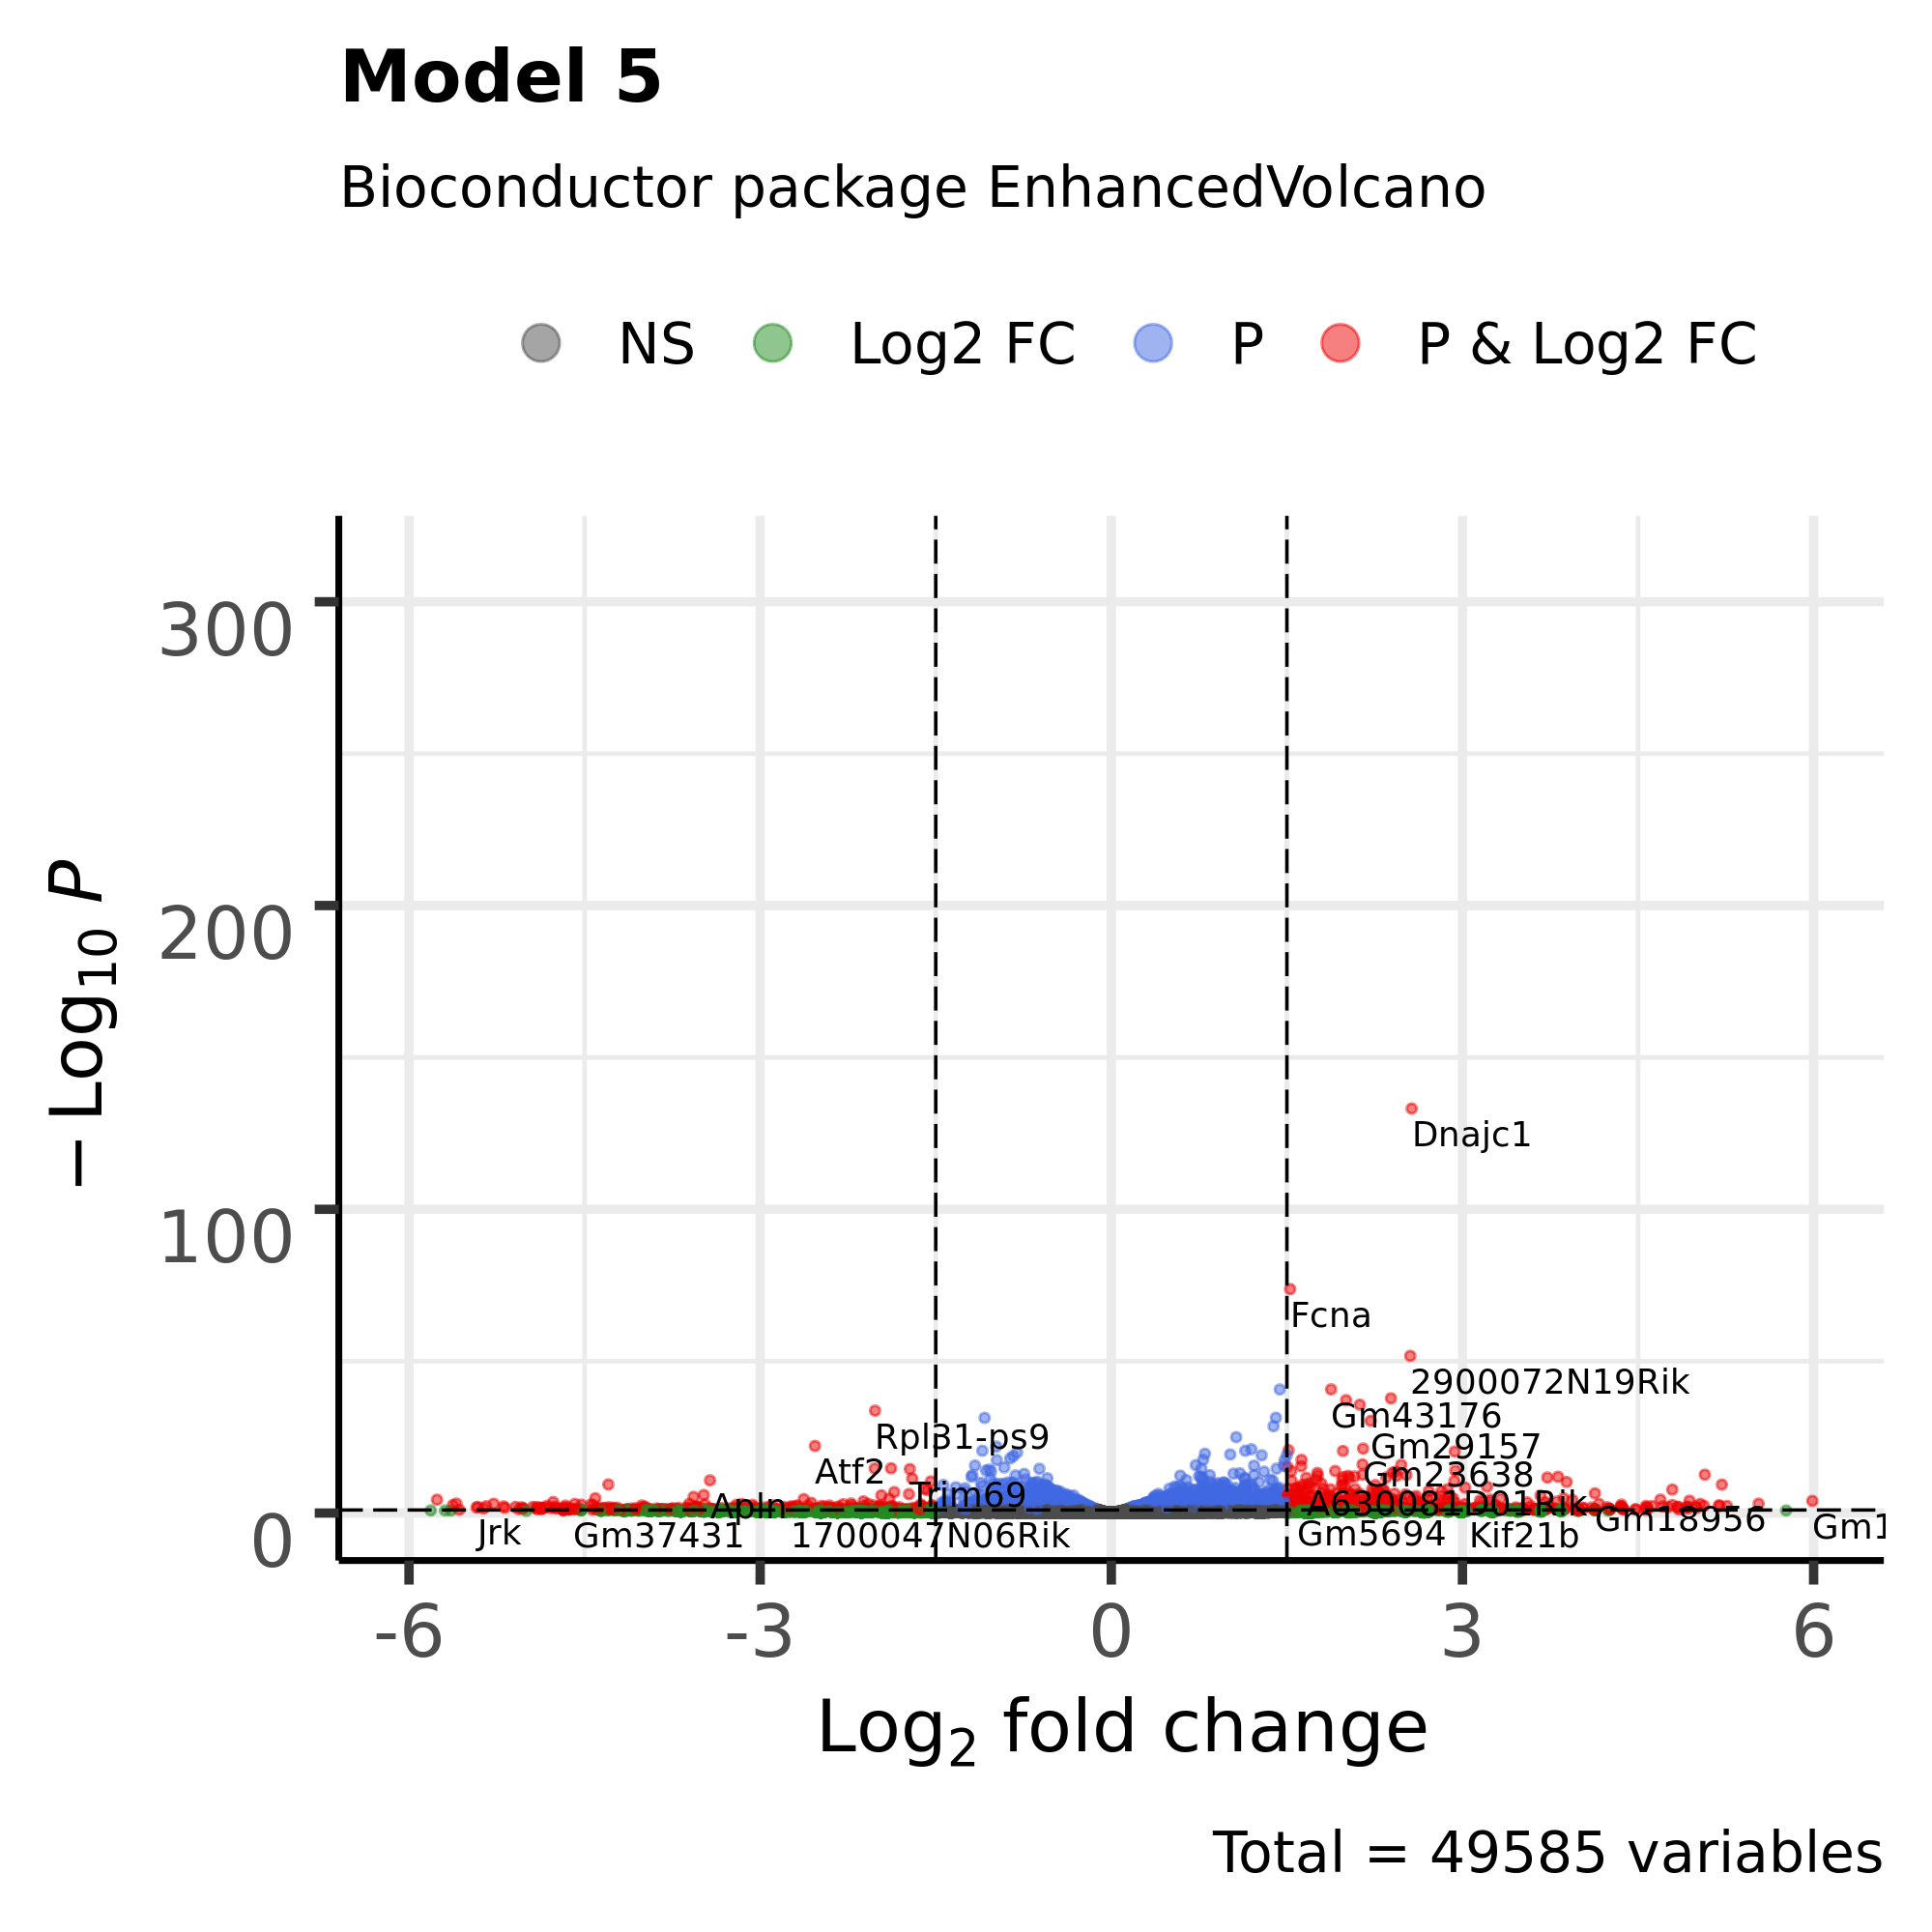 Model 5
Bioconductor package EnhancedVolcano
NS Log2 FC P P & Log2 FC
− Log10 P
300
200
100
0
Dnajc1
Fcna
2900072N19Rik
Gm43176
Rpl31-ps9
Gm29157
Atf2
Gm23638
Trim69
Apln
A630081D01Rik
Gm18956
Gm1
Jrk
Gm37431
1700047N06Rik
Gm5694
Kif21b
-6 -3 0 3 6
Log2 fold change
Total = 49585 variables